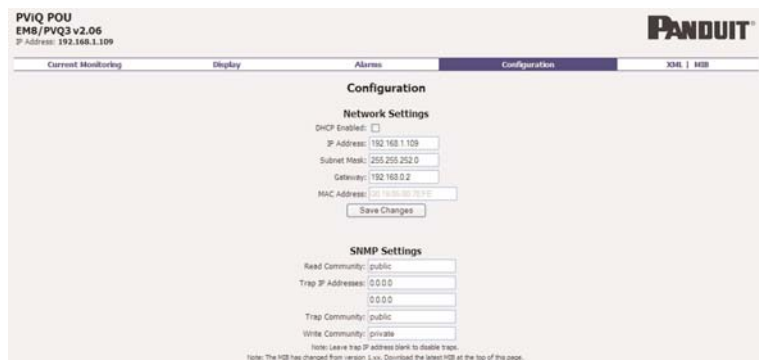 PViQ POU
EM8/PVQ3 v2.06
IP Address: 192.168.1.109
PANDUIT
Current Monitoring Display Alarms Configuration XML | MIB
Configuration
Network Settings
DHCP Enabled:
IP Address: 192.168.1.109
Subnet Mask: 255.255.252.0
Gateway: 192.168.0.2
MAC Address:
Save Changes
SNMP Settings
Read Community: public
Trap IP Addresses: 0.0.0.0
0.0.0.0
Trap Community: public
Write Community: private
Note: Leave trap IP address blank to disable traps.
Note: The MIB has changed from version 1.xx. Download the latest MIB at the top of this page.